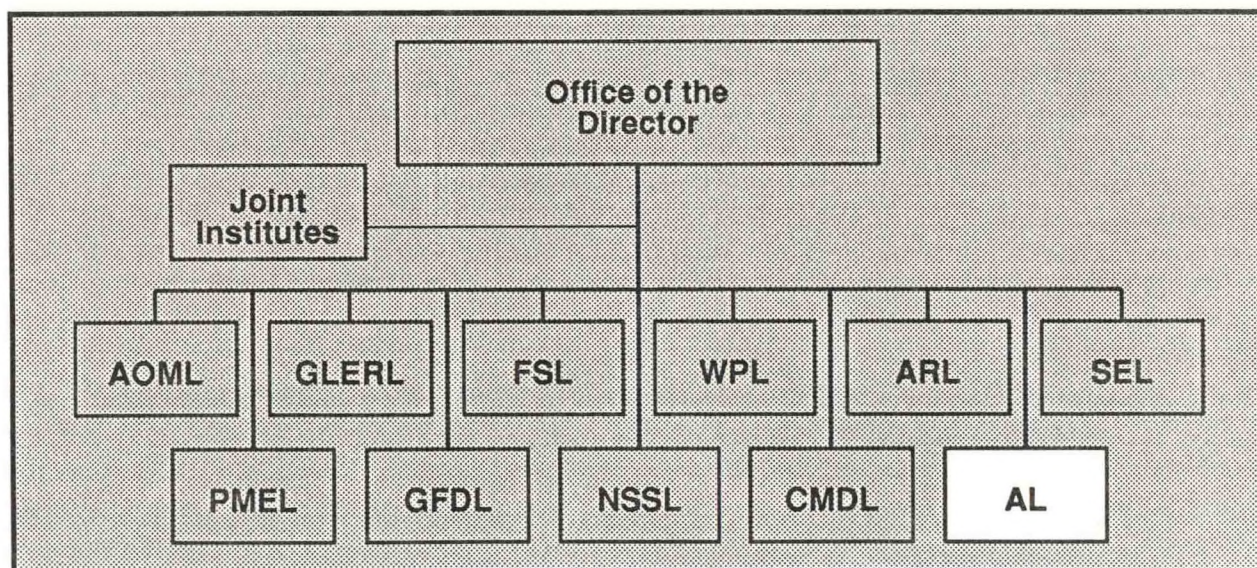 Office of the
Director
Joint
Institutes
AOML
GLERL
FSL
WPL
ARL
SEL
PMEL
GFDL
NSSL
CMDL
AL